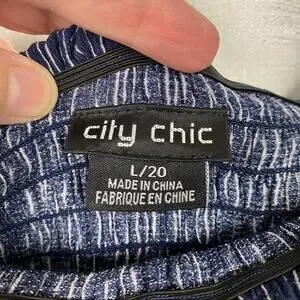 city chic
L/20
MADE IN CHINA
FABRIQUE EN CHINE